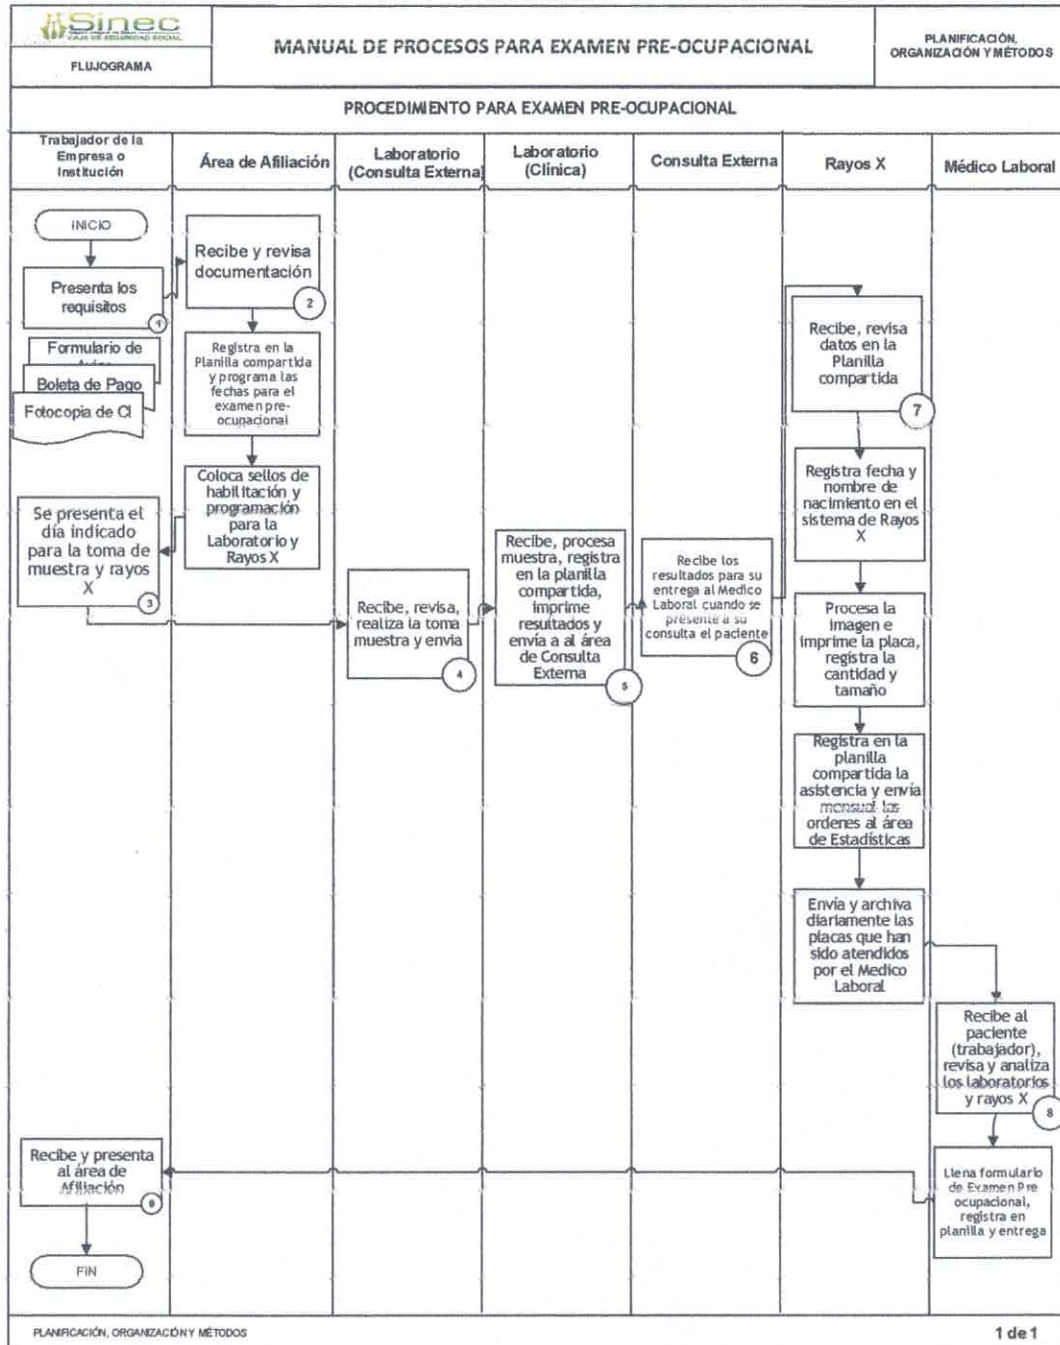 Sinec
CAJA DE SEGURIDAD SOCIAL
FLUJOGRAMA
MANUAL DE PROCESOS PARA EXAMEN PRE-OCUPACIONAL
PLANIFICACIÓN,
ORGANIZACIÓN Y MÉTODOS
PROCEDIMIENTO PARA EXAMEN PRE-OCUPACIONAL
Trabajador de la
Empresa o
Institución
Área de Afiliación
Laboratorio
(Consulta Externa)
Laboratorio
(Clínica)
Consulta Externa
Rayos X
Médico Laboral
INICIO
Presenta los
requisitos
1
Formulario de
Boleta de Pago
Fotocopia de CI
Recibe y revisa
documentación
2
Registra en la
Planilla compartida
y programa las
fechas para el
examen pre-
ocupacional
Coloca sellos de
habilitación y
programación
para la
Laboratorio y
Rayos X
Se presenta el
día indicado
para la toma de
muestra y rayos
X
3
Recibe, revisa,
realiza la toma
muestra y envia
4
Recibe, procesa
muestra, registra
en la planilla
compartida,
imprime
resultados y
envía a al área
de Consulta
Externa
5
Recibe los
resultados para su
entrega al Medico
Laboral cuando se
presente a su
consulta el paciente
6
Recibe, revisa
datos en la
Planilla
compartida
7
Registra fecha y
nombre de
nacimiento en el
sistema de Rayos
X
Procesa la
imagen e
imprime la placa,
registra la
cantidad y
tamaño
Registra en la
planilla
compartida la
asistencia y envía
mensual las
ordenes al área
de Estadísticas
Envía y archiva
diariamente las
placas que han
sido atendidos
por el Medico
Laboral
Recibe al
paciente
(trabajador),
revisa y analiza
los laboratorios
y rayos X
8
Llena formulario
de Examen Pre
ocupacional,
registra en
planilla y entrega
Recibe y presenta
al área de
Afiliación
9
FIN
PLANIFICACIÓN, ORGANIZACIÓN Y MÉTODOS
1 de 1